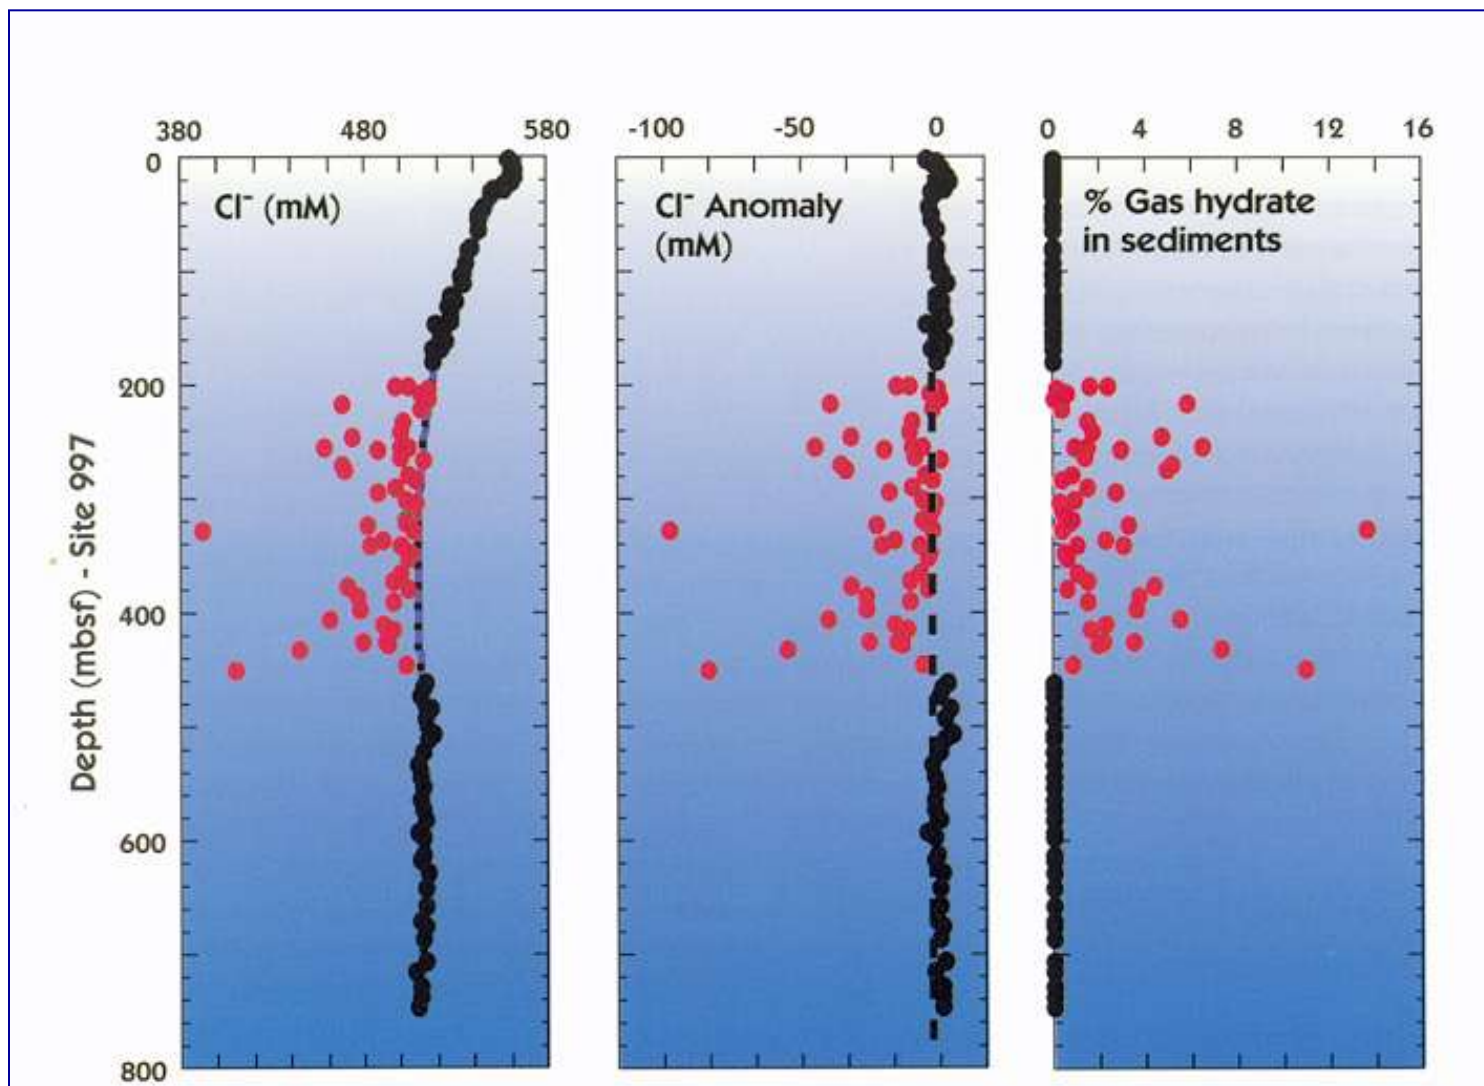 380 480 580 -100 -50 0 0 4 8 12 16
0
Cl⁻ (mM)
Cl⁻ Anomaly
(mM)
% Gas hydrate
in sediments
200
Depth (mbsf) - Site 997
400
600
800